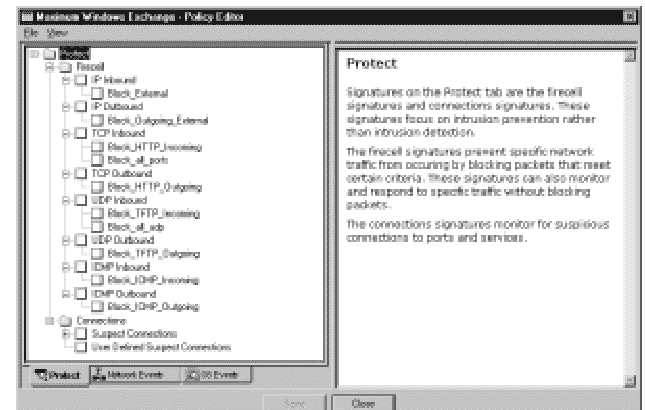 Maximum Windows Exchange - Policy Editor
File View
Protect
Firecell
IP Inbound
Block_External
IP Outbound
Block_Outgoing_External
TCP Inbound
Block_HTTP_Incoming
Block_all_ports
TCP Outbound
Block_HTTP_Outgoing
UDP Inbound
Block_TFTP_Incoming
Block_all_udp
UDP Outbound
Block_TFTP_Outgoing
ICMP Inbound
Block_ICMP_Incoming
ICMP Outbound
Block_ICMP_Outgoing
Connections
Suspect Connections
User Defined Suspect Connections
Protect Network Events OS Events
Protect
Signatures on the Protect tab are the firecell
signatures and connections signatures. These
signatures focus on intrusion prevention rather
than intrusion detection.
The firecell signatures prevent specific network
traffic from occuring by blocking packets that meet
certain criteria. These signatures can also monitor
and respond to specific traffic without blocking
packets.
The connections signatures monitor for suspicious
connections to ports and services.
Save Close